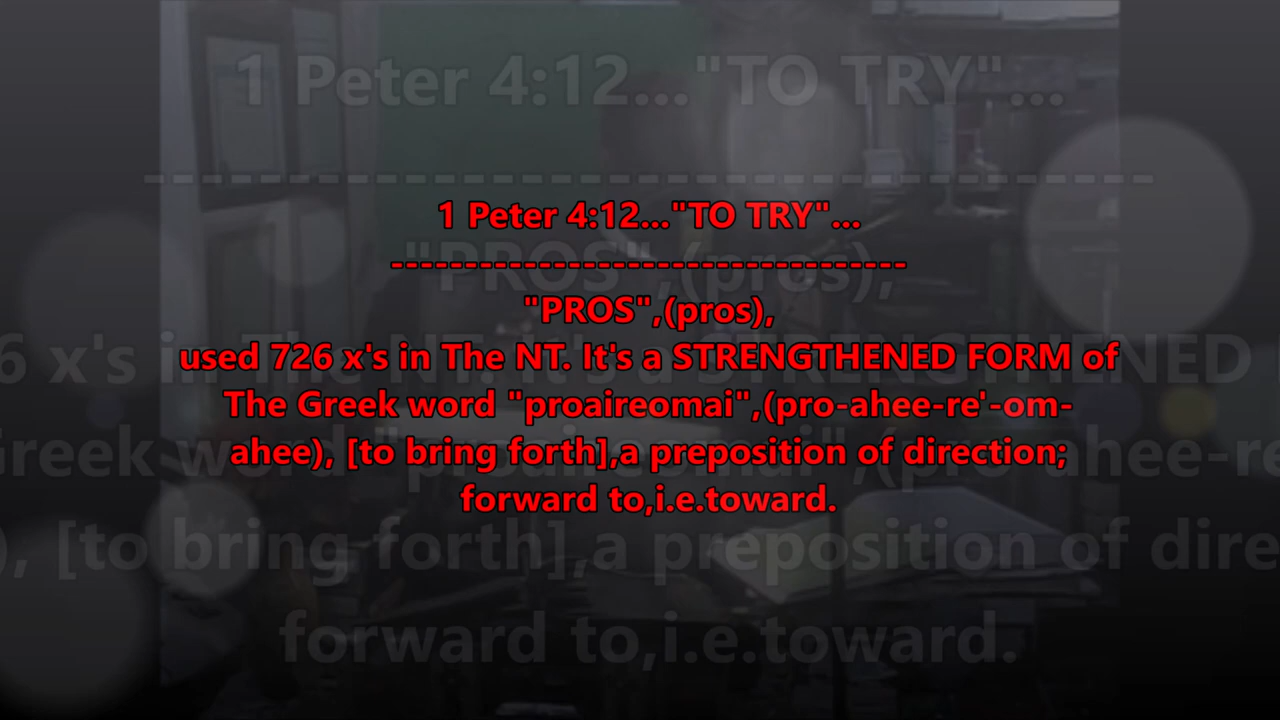 1 Peter 4:12..."TO TRY"...
---------------------------------
"PROS",(pros),
used 726 x's in The NT. It's a STRENGTHENED FORM of
The Greek word "proaireomai",(pro-ahee-re'-om-
ahee), [to bring forth],a preposition of direction;
forward to,i.e.toward.